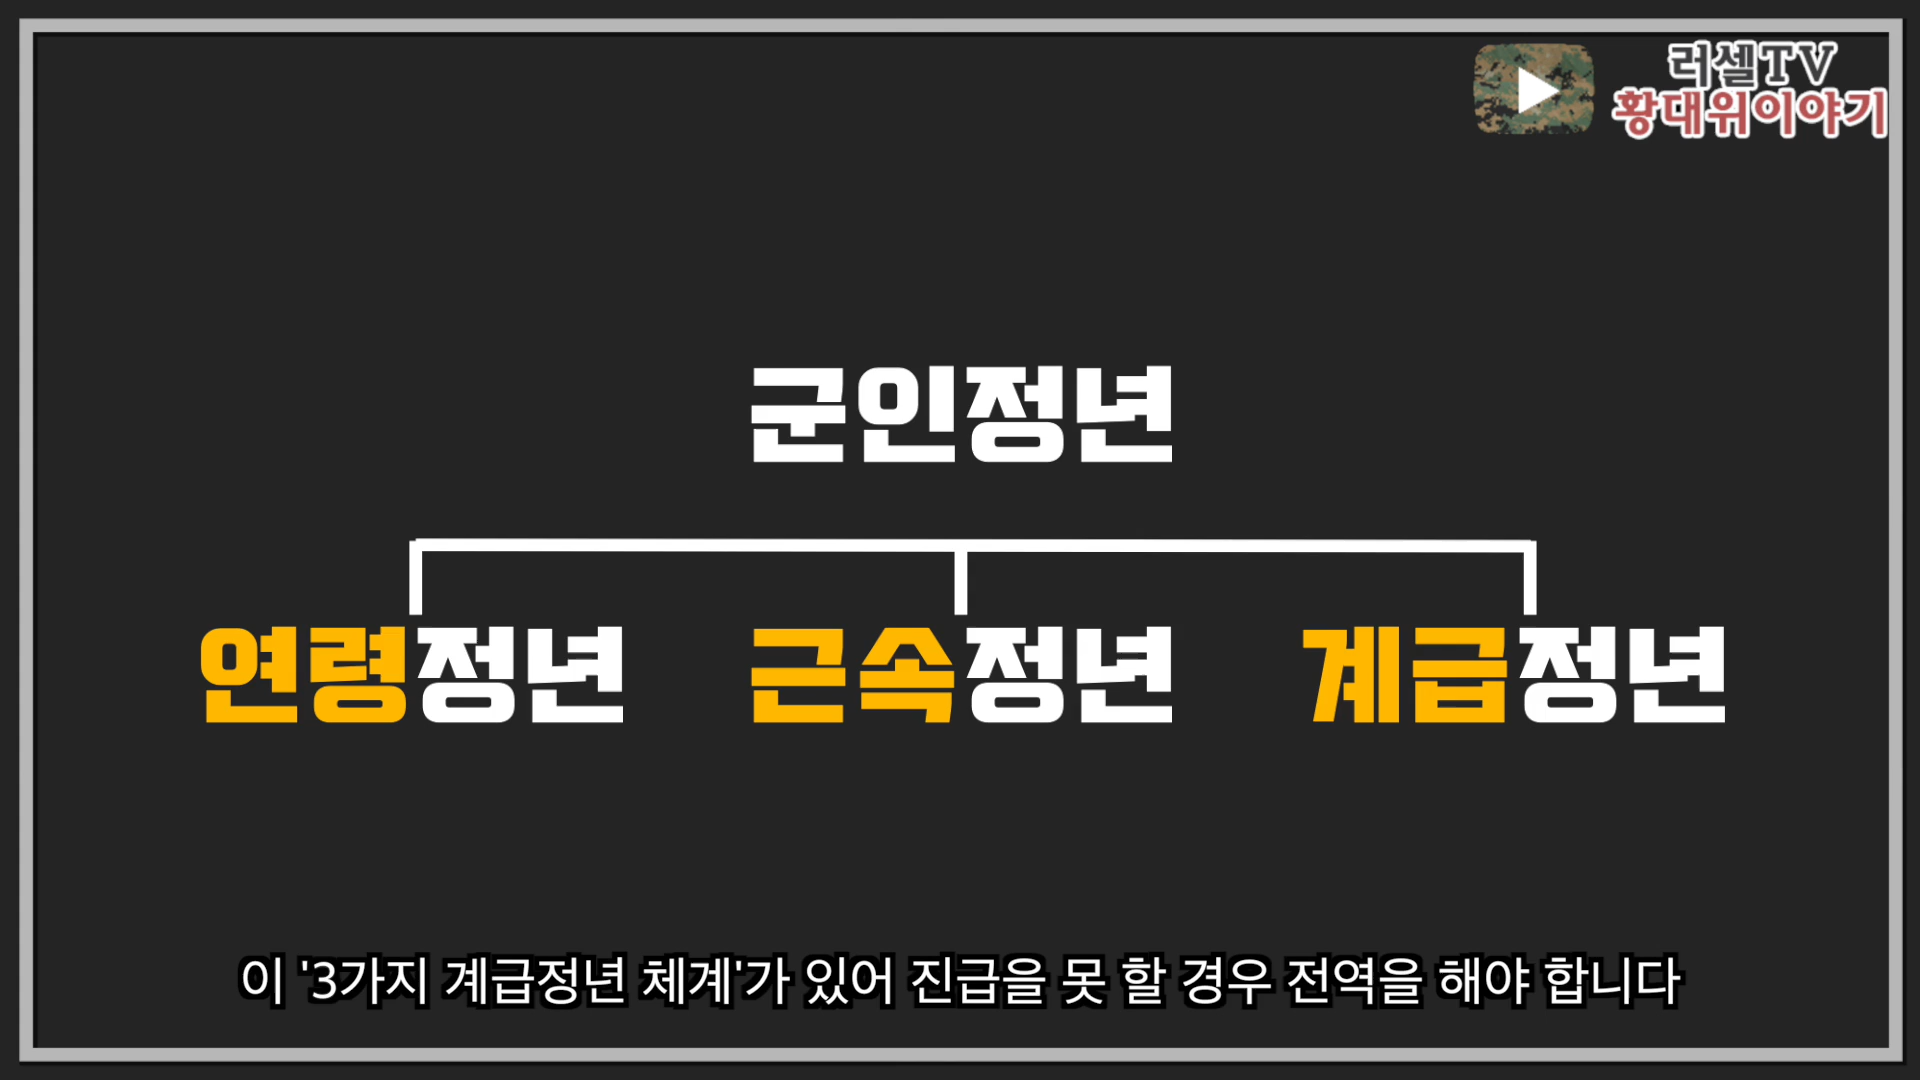 러셀TV
황대위이야기
군인정년
연령정년 근속정년 계급정년
이 '3가지 계급정년 체계'가 있어 진급을 못 할 경우 전역을 해야 합니다